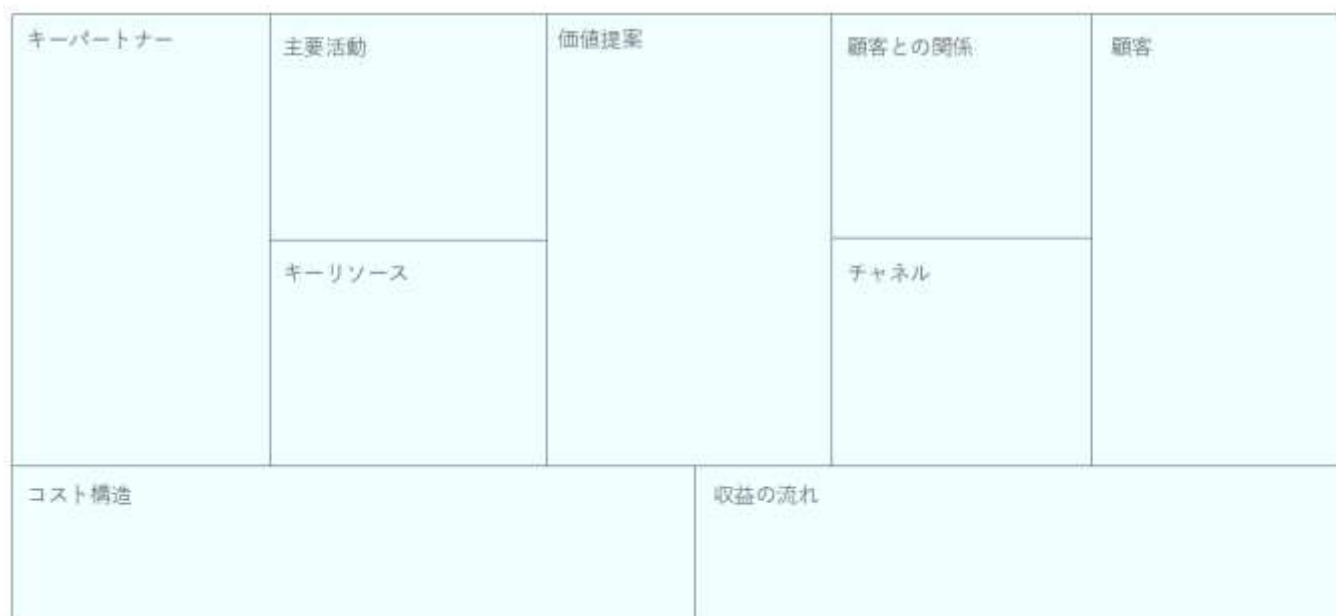 キーパートナー
主要活動
価値提案
顧客との関係
顧客
キーリソース
チャネル
コスト構造
収益の流れ